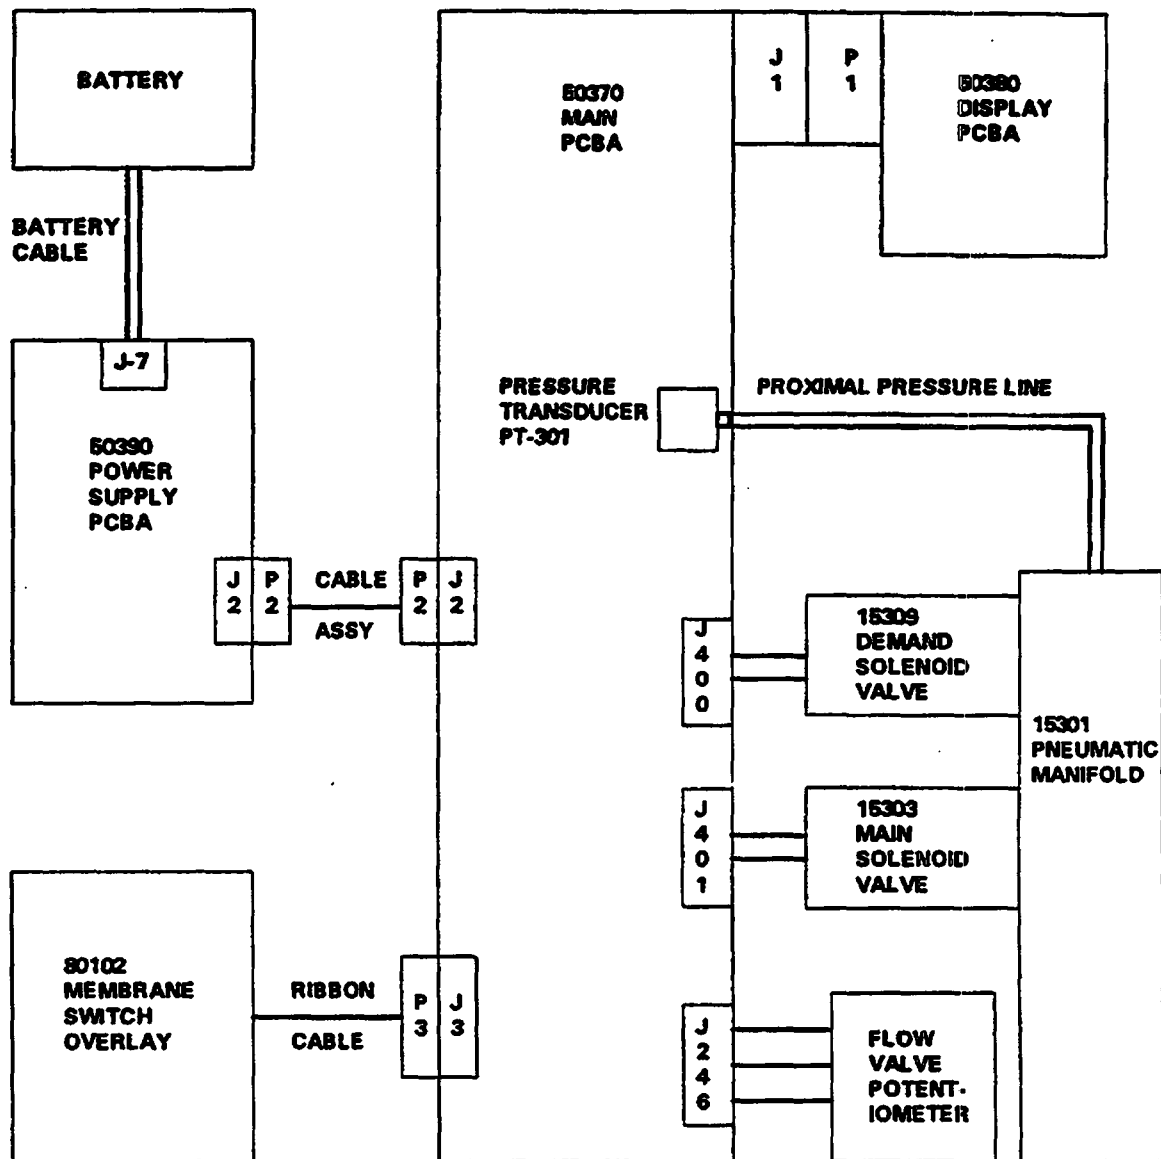 BATTERY
BATTERY
CABLE
J-7
50390
POWER
SUPPLY
PCBA
J
2
P
2
CABLE
ASSY
P
2
J
2
80102
MEMBRANE
SWITCH
OVERLAY
RIBBON
CABLE
P
3
J
3
50370
MAIN
PCBA
J
1
P
1
50380
DISPLAY
PCBA
PRESSURE
TRANSDUCER
PT-301
PROXIMAL PRESSURE LINE
J
4
0
0
15309
DEMAND
SOLENOID
VALVE
15301
PNEUMATIC
MANIFOLD
J
4
0
1
15303
MAIN
SOLENOID
VALVE
J
2
4
6
FLOW
VALVE
POTENT-
IOMETER